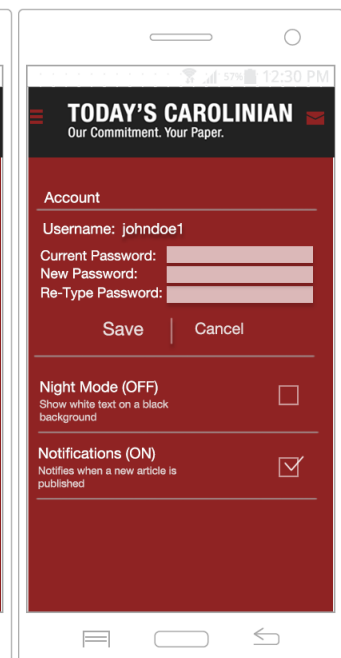 57% 12:30 PM
TODAY'S CAROLINIAN
Our Commitment. Your Paper.
Account
Username: johndoe1
Current Password:
New Password:
Re-Type Password:
Save | Cancel
Night Mode (OFF)
Show white text on a black
background
Notifications (ON)
Notifies when a new article is
published